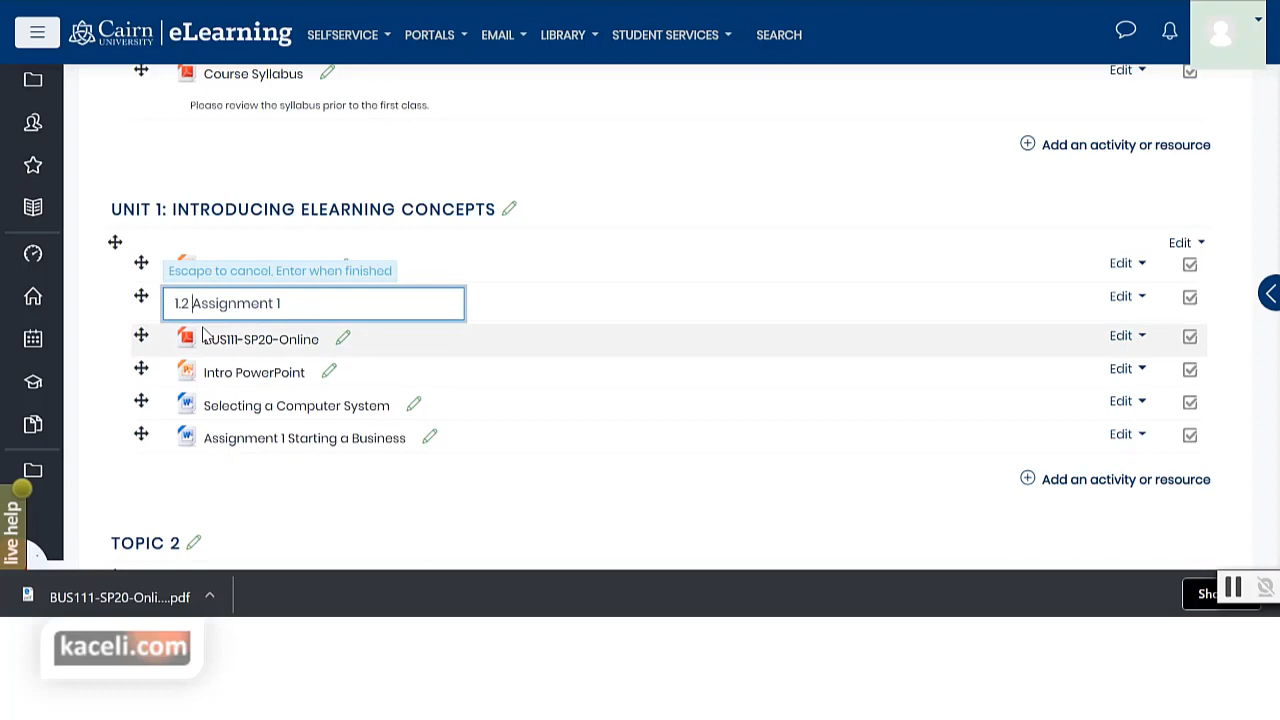 Cairn UNIVERSITY eLearning SELFSERVICE PORTALS EMAIL LIBRARY STUDENT SERVICES SEARCH
Course Syllabus Edit
Please review the syllabus prior to the first class.
Add an activity or resource
UNIT 1: INTRODUCING ELEARNING CONCEPTS
Edit
Escape to cancel, Enter when finished Edit
1.2 Assignment 1 Edit
BUS111-SP20-Online Edit
Intro PowerPoint Edit
Selecting a Computer System Edit
Assignment 1 Starting a Business Edit
Add an activity or resource
TOPIC 2
live help
BUS111-SP20-Onli....pdf
kaceli.com